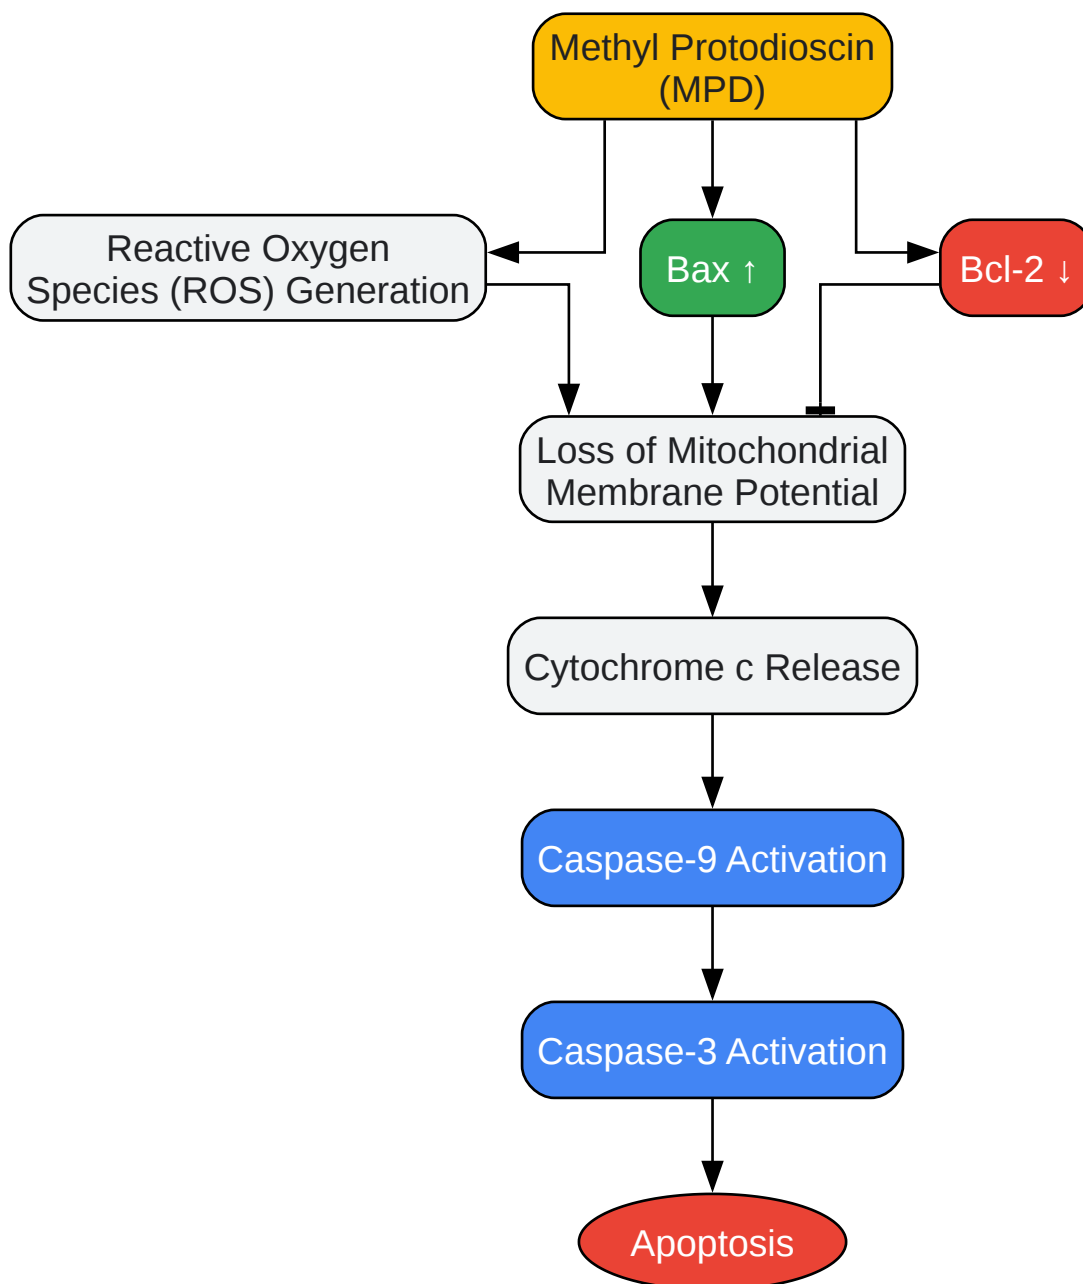 Methyl Protodioscin
(MPD)
Reactive Oxygen
Species (ROS) Generation
Bax ↑
Bcl-2 ↓
Loss of Mitochondrial
Membrane Potential
Cytochrome c Release
Caspase-9 Activation
Caspase-3 Activation
Apoptosis